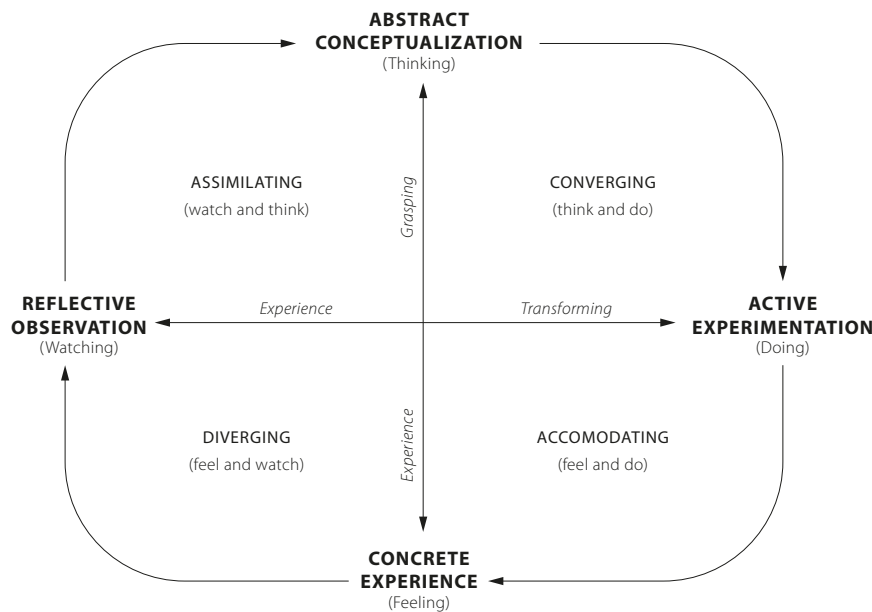 ABSTRACT
CONCEPTUALIZATION
(Thinking)
ASSIMILATING
(watch and think)
Grasping
CONVERGING
(think and do)
REFLECTIVE
OBSERVATION
(Watching)
Experience
Transforming
ACTIVE
EXPERIMENTATION
(Doing)
DIVERGING
(feel and watch)
Experience
ACCOMODATING
(feel and do)
CONCRETE
EXPERIENCE
(Feeling)